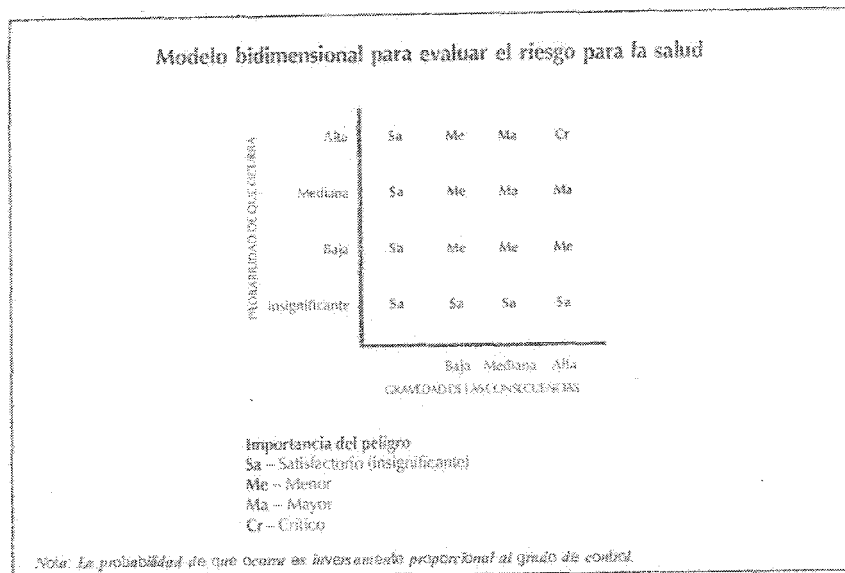 Modelo bidimensional para evaluar el riesgo para la salud
PROBABILIDAD DE QUE OCURRA
Alta Sa Me Ma Cr
Mediana Sa Me Ma Ma
Baja Sa Me Me Me
Insignificante Sa Sa Sa Sa
Baja Mediana Alta
GRAVEDAD DE LAS CONSECUENCIAS
Importancia del peligro
Sa – Satisfactorio (insignificante)
Me – Menor
Ma – Mayor
Cr – Crítico
Nota: La probabilidad de que ocurra es inversamente proporcional al grado de control.